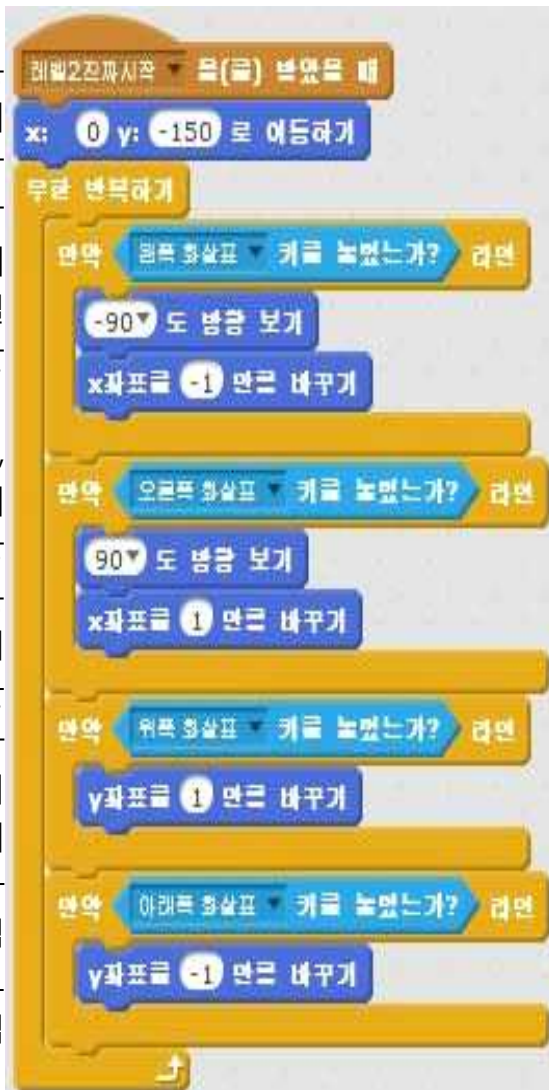 레벨2진짜시작 을(를) 받았을 때
x: 0 y: -150 로 이동하기
무한 반복하기
만약 왼쪽 화살표 키를 눌렀는가? 라면
-90 도 방향 보기
x좌표를 -1 만큼 바꾸기
만약 오른쪽 화살표 키를 눌렀는가? 라면
90 도 방향 보기
x좌표를 1 만큼 바꾸기
만약 위쪽 화살표 키를 눌렀는가? 라면
y좌표를 1 만큼 바꾸기
만약 아래쪽 화살표 키를 눌렀는가? 라면
y좌표를 -1 만큼 바꾸기